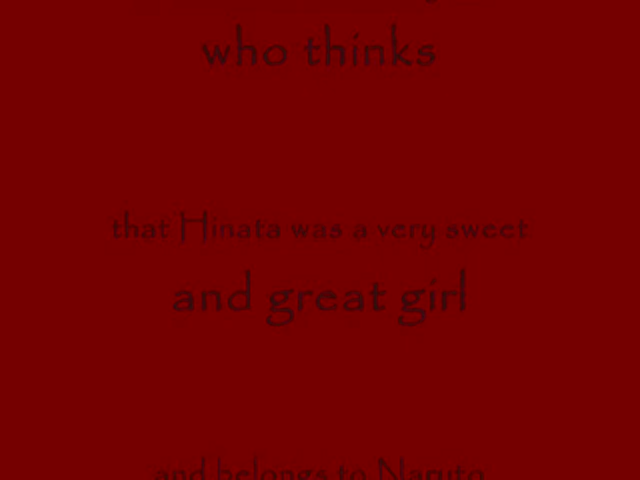 who thinks
that Hinata was a very sweet
and great girl
and belongs to Naruto